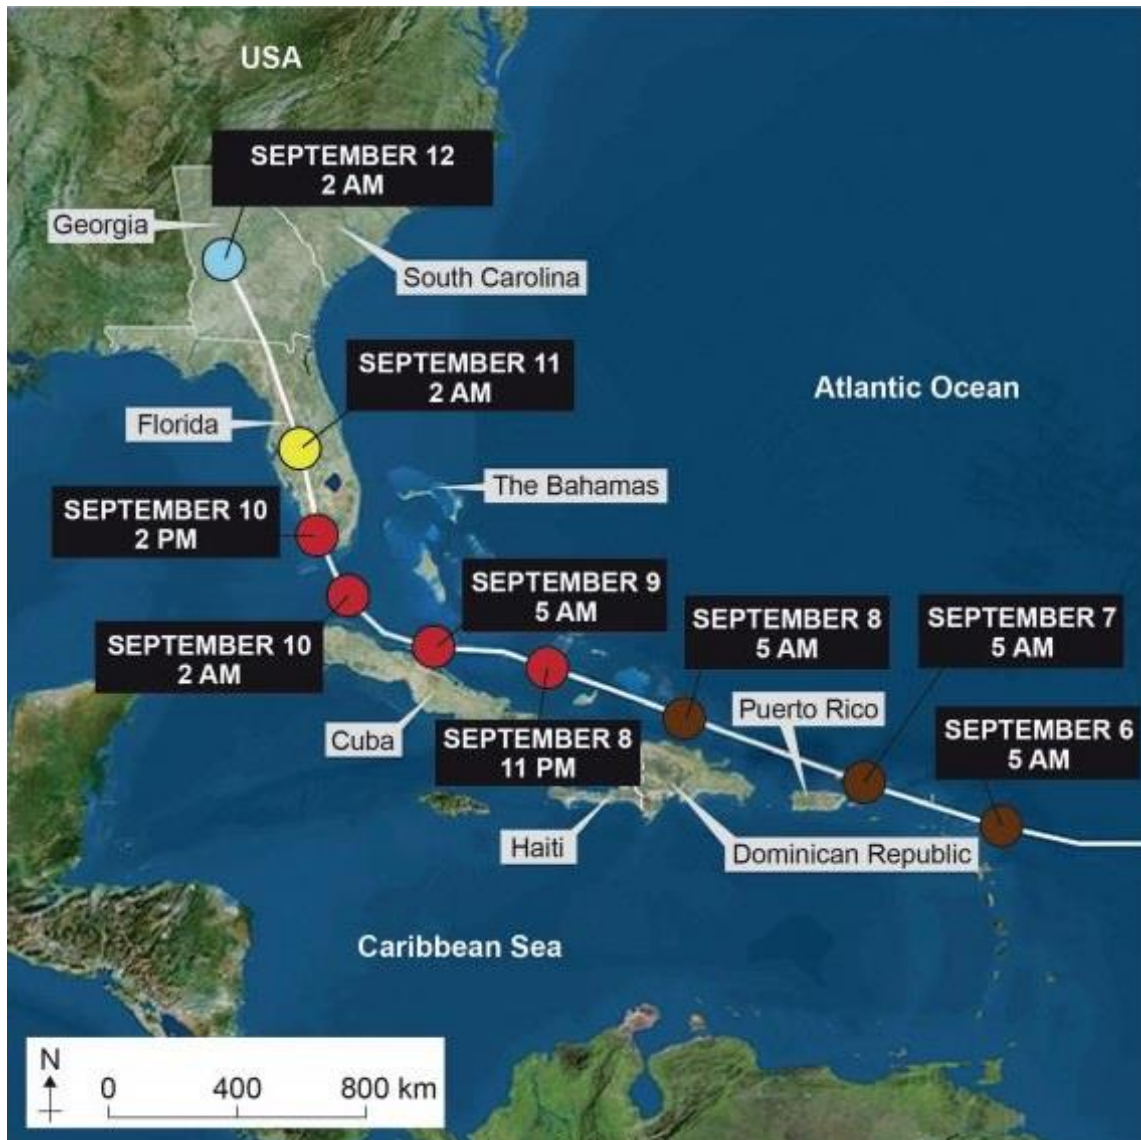 USA
SEPTEMBER 12
2 AM
Georgia
South Carolina
SEPTEMBER 11
2 AM
Atlantic Ocean
Florida
The Bahamas
SEPTEMBER 10
2 PM
SEPTEMBER 9
5 AM
SEPTEMBER 8
5 AM
SEPTEMBER 7
5 AM
SEPTEMBER 10
2 AM
Puerto Rico
Cuba
SEPTEMBER 8
11 PM
SEPTEMBER 6
5 AM
Haiti
Dominican Republic
Caribbean Sea
N
0 400 800 km